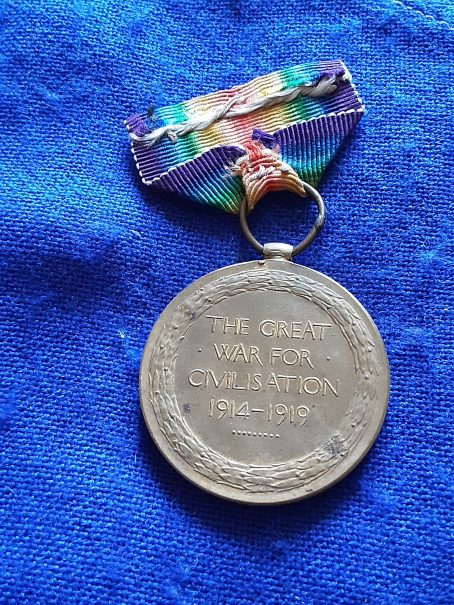 THE GREAT
· WAR FOR ·
CIVILISATION
1914-1919